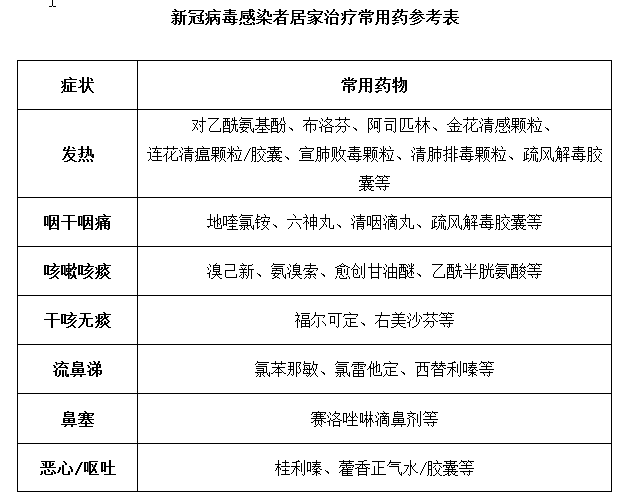 新冠病毒感染者居家治疗常用药参考表
症状 常用药物
发热 对乙酰氨基酚、布洛芬、阿司匹林、金花清感颗粒、
连花清瘟颗粒/胶囊、宣肺败毒颗粒、清肺排毒颗粒、疏风解毒胶
囊等
咽干咽痛 地喹氯铵、六神丸、清咽滴丸、疏风解毒胶囊等
咳嗽咳痰 溴己新、氨溴索、愈创甘油醚、乙酰半胱氨酸等
干咳无痰 福尔可定、右美沙芬等
流鼻涕 氯苯那敏、氯雷他定、西替利嗪等
鼻塞 赛洛唑啉滴鼻剂等
恶心/呕吐 桂利嗪、藿香正气水/胶囊等